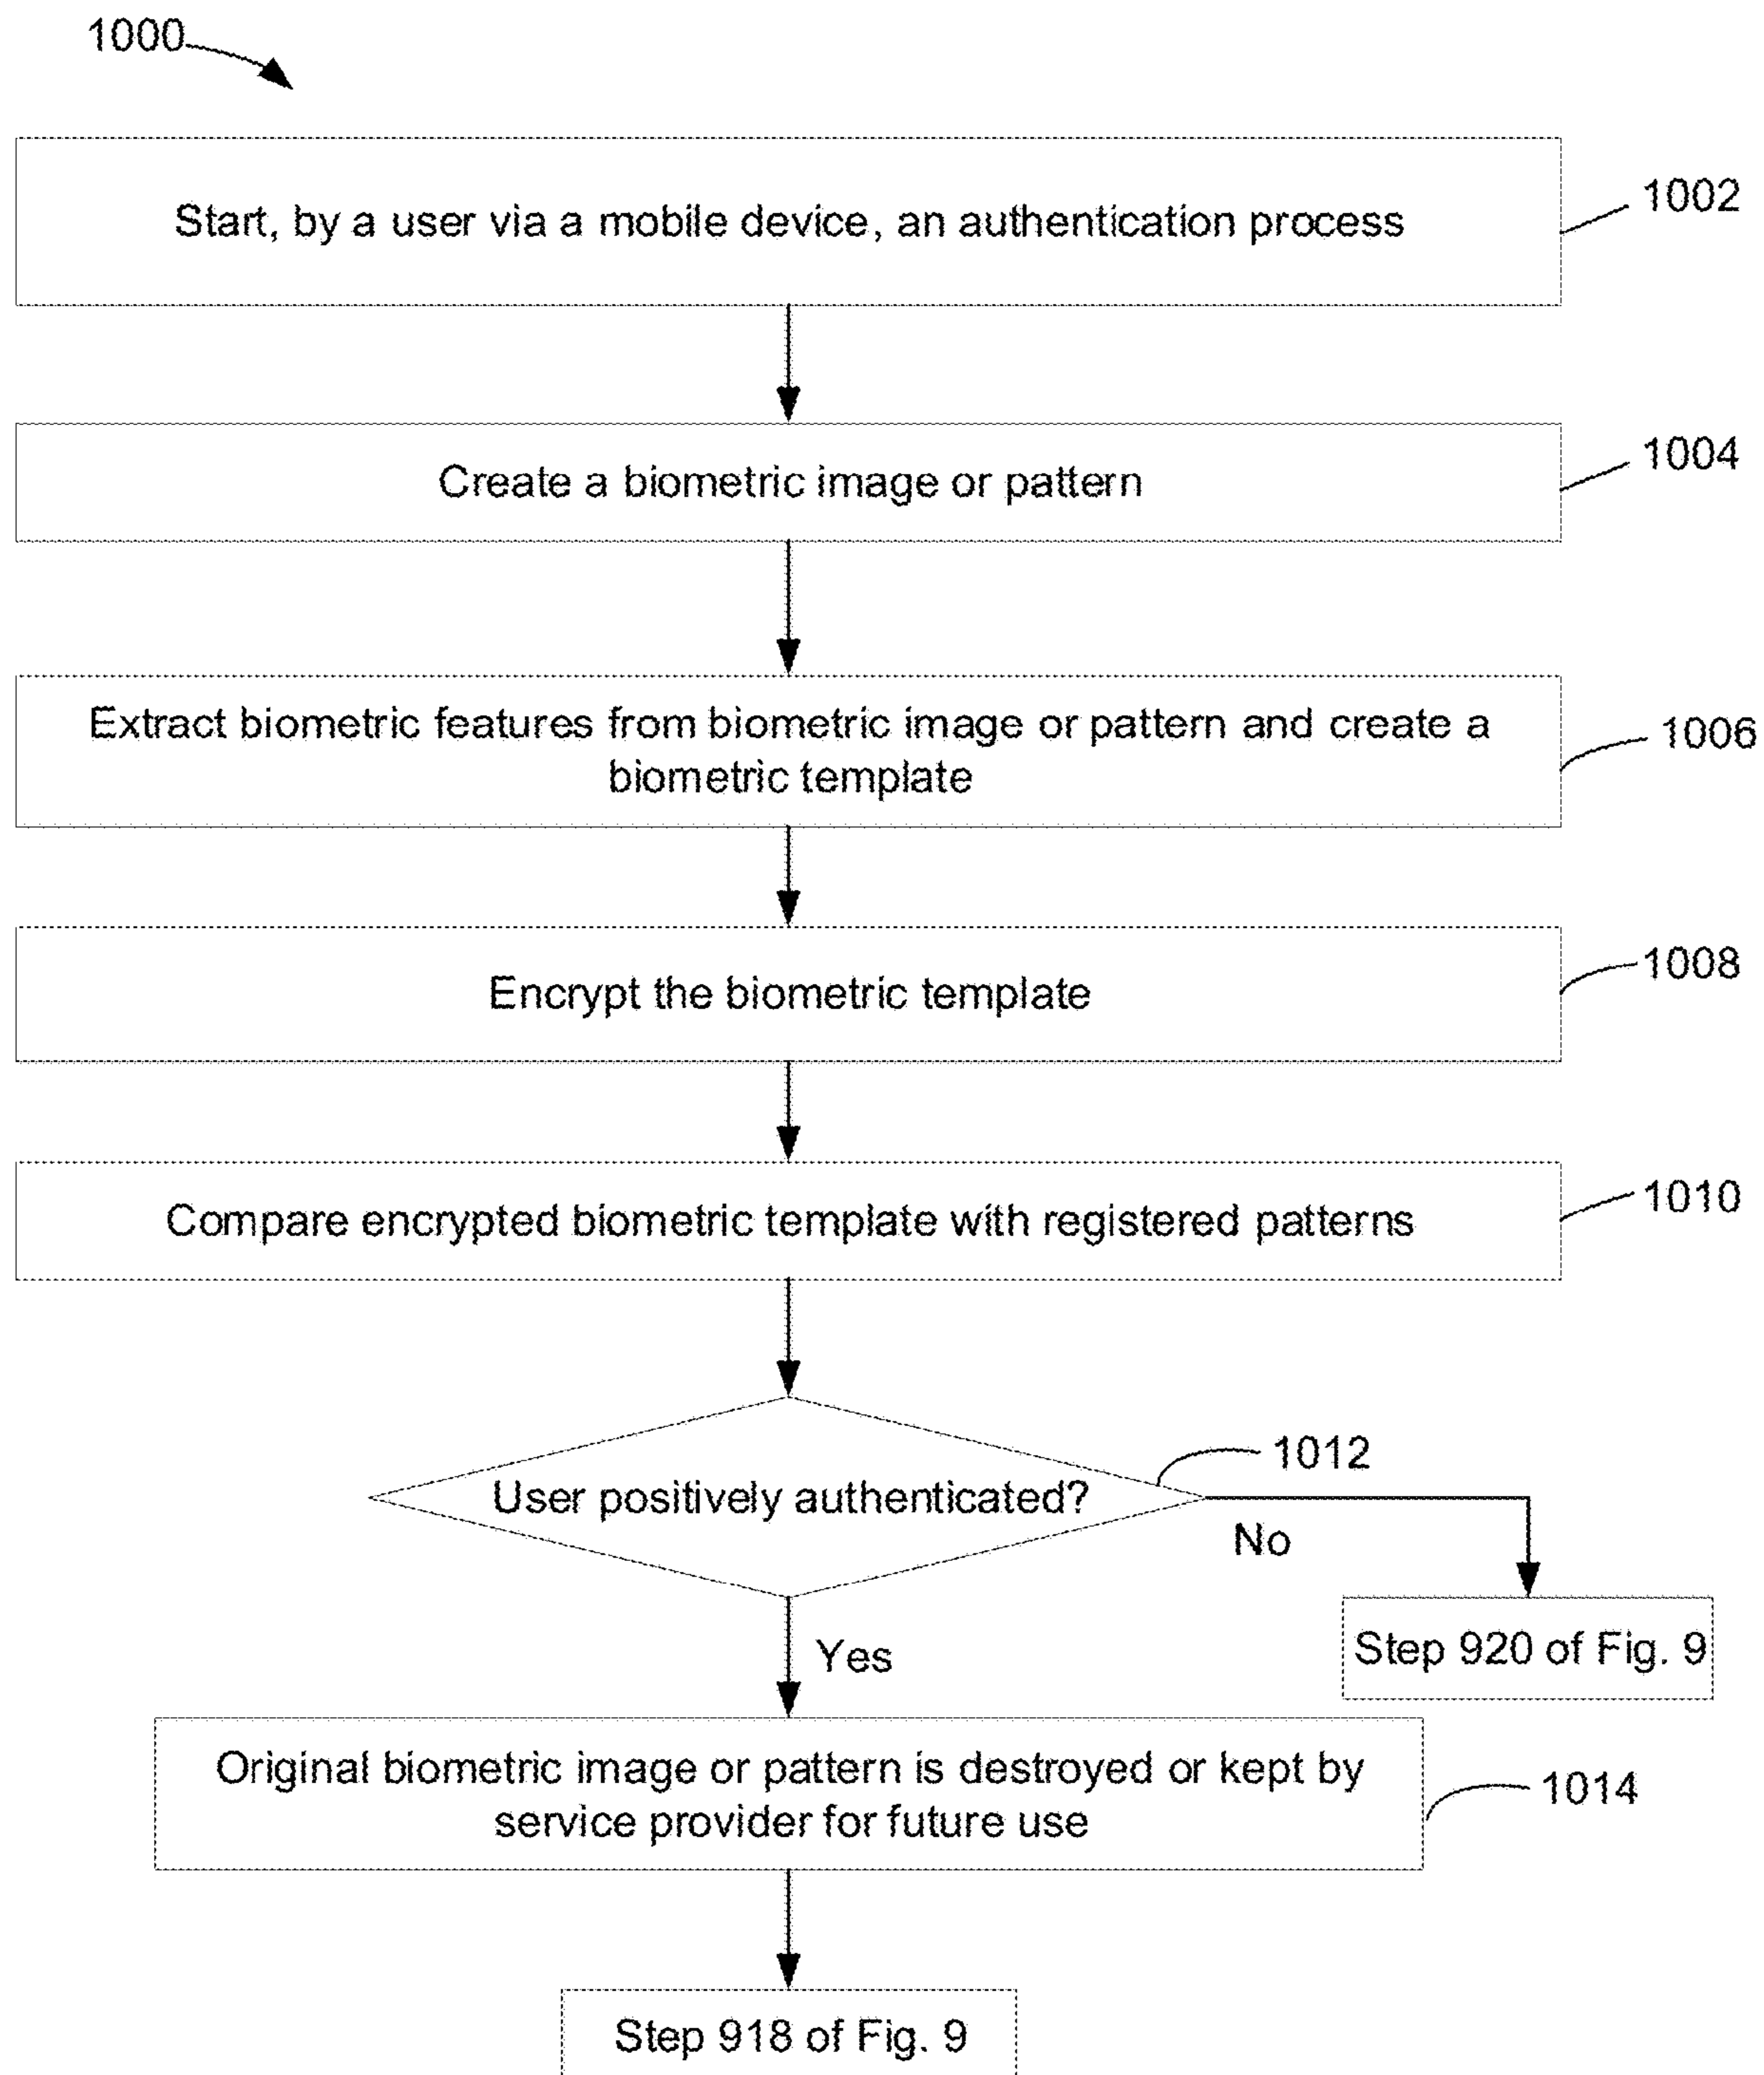 1000
Start, by a user via a mobile device, an authentication process
1002
Create a biometric image or pattern
1004
Extract biometric features from biometric image or pattern and create a
biometric template
1006
Encrypt the biometric template
1008
Compare encrypted biometric template with registered patterns
1010
User positively authenticated?
1012
No
Step 920 of Fig. 9
Yes
Original biometric image or pattern is destroyed or kept by
service provider for future use
1014
Step 918 of Fig. 9